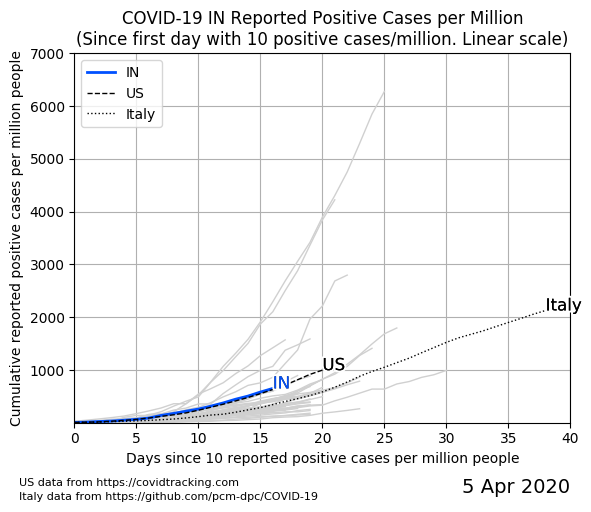 COVID-19 IN Reported Positive Cases per Million
(Since first day with 10 positive cases/million. Linear scale)
Cumulative reported positive cases per million people
7000
6000
5000
4000
3000
2000
1000
IN
US
Italy
Italy
US
IN
0 5 10 15 20 25 30 35 40
Days since 10 reported positive cases per million people
US data from https://covidtracking.com
Italy data from https://github.com/pcm-dpc/COVID-19
5 Apr 2020